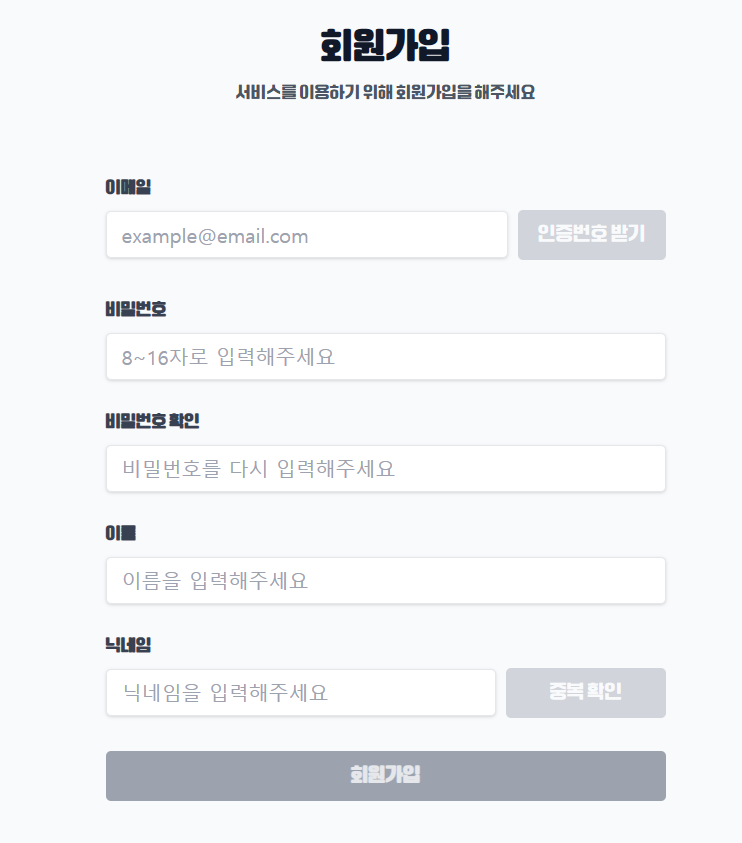 회원가입
서비스를 이용하기 위해 회원가입을 해주세요
이메일
example@email.com
인증번호 받기
비밀번호
8~16자로 입력해주세요
비밀번호 확인
비밀번호를 다시 입력해주세요
이름
이름을 입력해주세요
닉네임
닉네임을 입력해주세요
중복 확인
회원가입